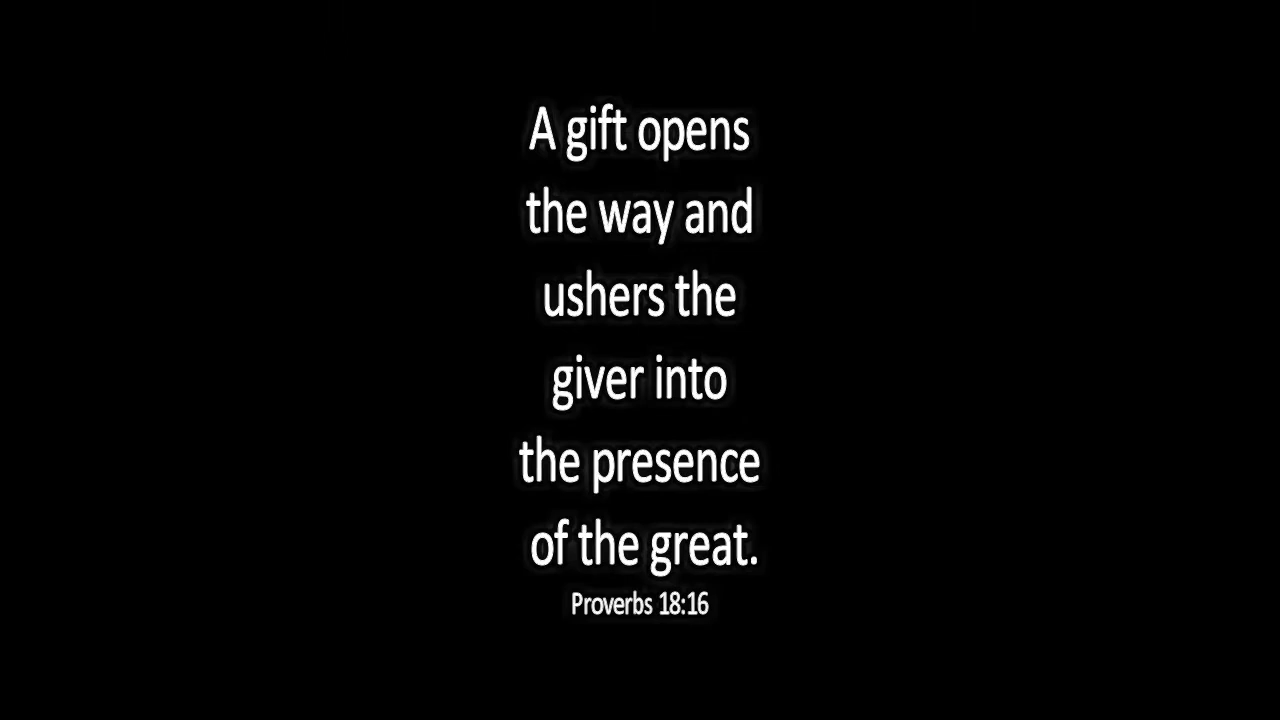 A gift opens
the way and
ushers the
giver into
the presence
of the great.
Proverbs 18:16